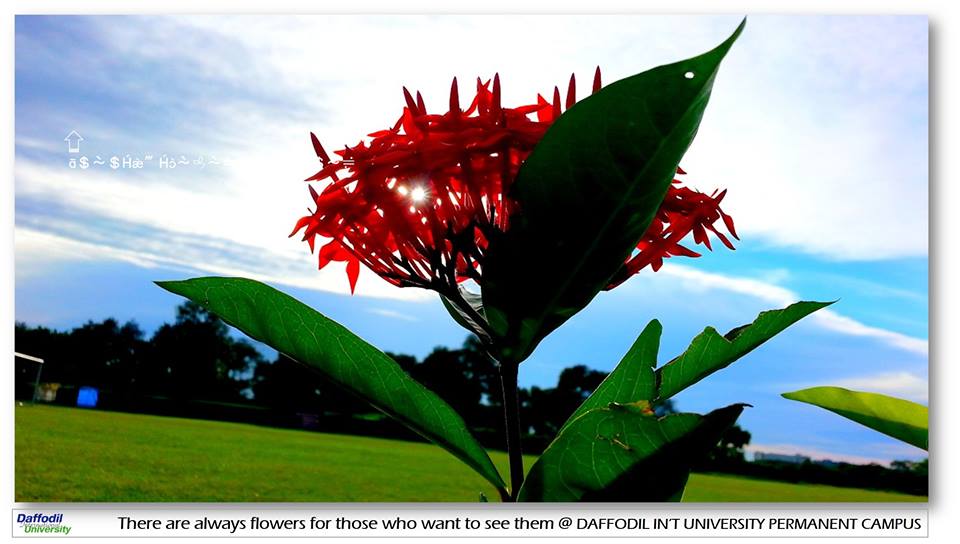 Daffodil
University
There are always flowers for those who want to see them @ DAFFODIL IN'T UNIVERSITY PERMANENT CAMPUS